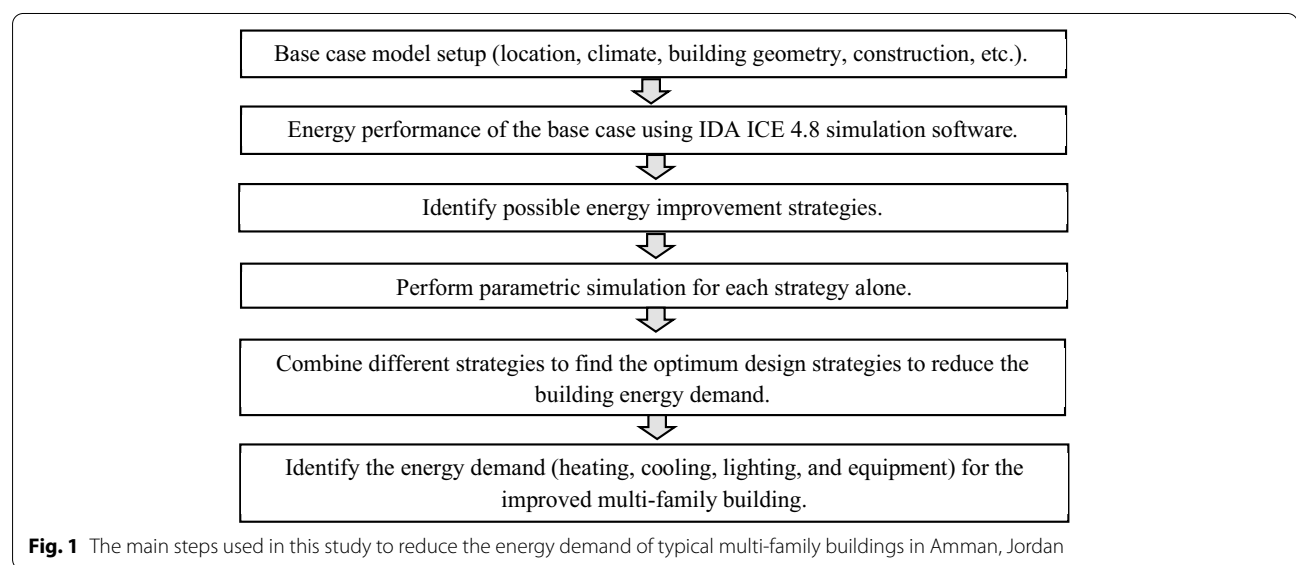 Base case model setup (location, climate, building geometry, construction, etc.).
Energy performance of the base case using IDA ICE 4.8 simulation software.
Identify possible energy improvement strategies.
Perform parametric simulation for each strategy alone.
Combine different strategies to find the optimum design strategies to reduce the
building energy demand.
Identify the energy demand (heating, cooling, lighting, and equipment) for the
improved multi-family building.
Fig. 1 The main steps used in this study to reduce the energy demand of typical multi-family buildings in Amman, Jordan